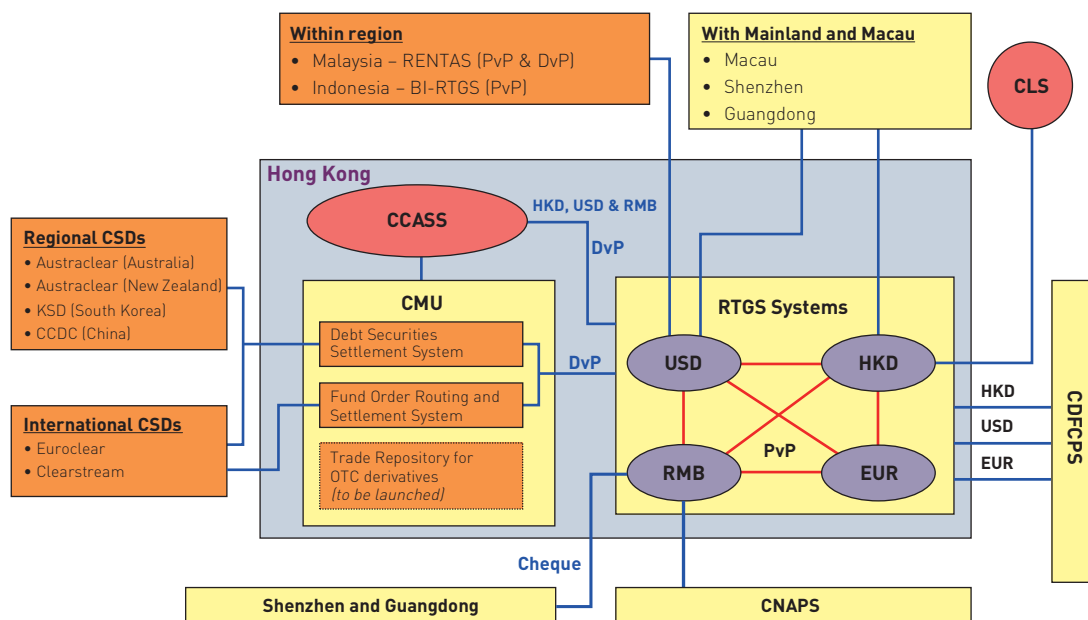 Within region
• Malaysia – RENTAS (PvP & DvP)
• Indonesia – BI-RTGS (PvP)
With Mainland and Macau
• Macau
• Shenzhen
• Guangdong
CLS
Hong Kong
CCASS
HKD, USD & RMB
DvP
Regional CSDs
• Austraclear (Australia)
• Austraclear (New Zealand)
• KSD (South Korea)
• CCDC (China)
International CSDs
• Euroclear
• Clearstream
CMU
Debt Securities
Settlement System
Fund Order Routing and
Settlement System
Trade Repository for
OTC derivatives
(to be launched)
DvP
RTGS Systems
USD
HKD
PvP
RMB
EUR
HKD
USD
EUR
CDFCPS
Cheque
Shenzhen and Guangdong
CNAPS